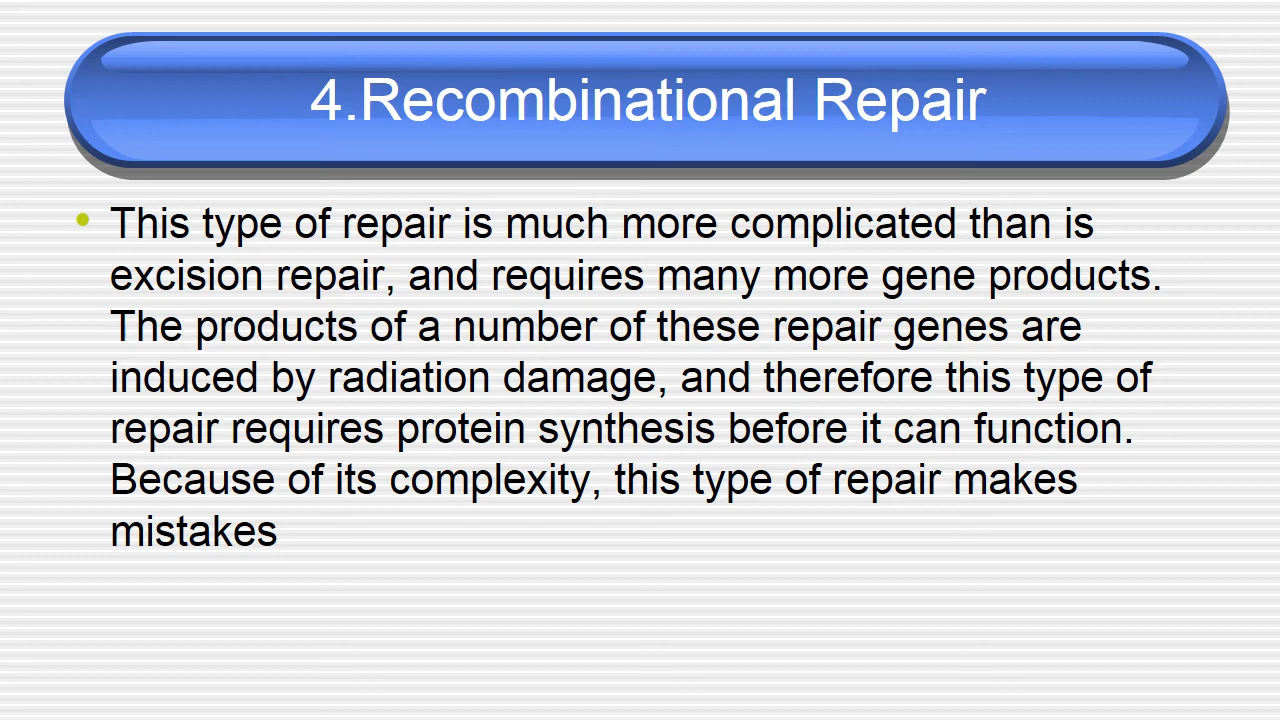 4.Recombinational Repair
This type of repair is much more complicated than is
excision repair, and requires many more gene products.
The products of a number of these repair genes are
induced by radiation damage, and therefore this type of
repair requires protein synthesis before it can function.
Because of its complexity, this type of repair makes
mistakes